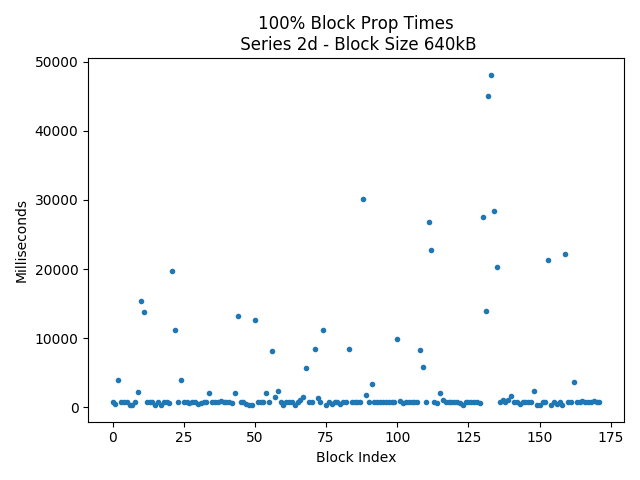 100% Block Prop Times
Series 2d - Block Size 640kB
50000
40000
30000
20000
10000
0
Milliseconds
0 25 50 75 100 125 150 175
Block Index